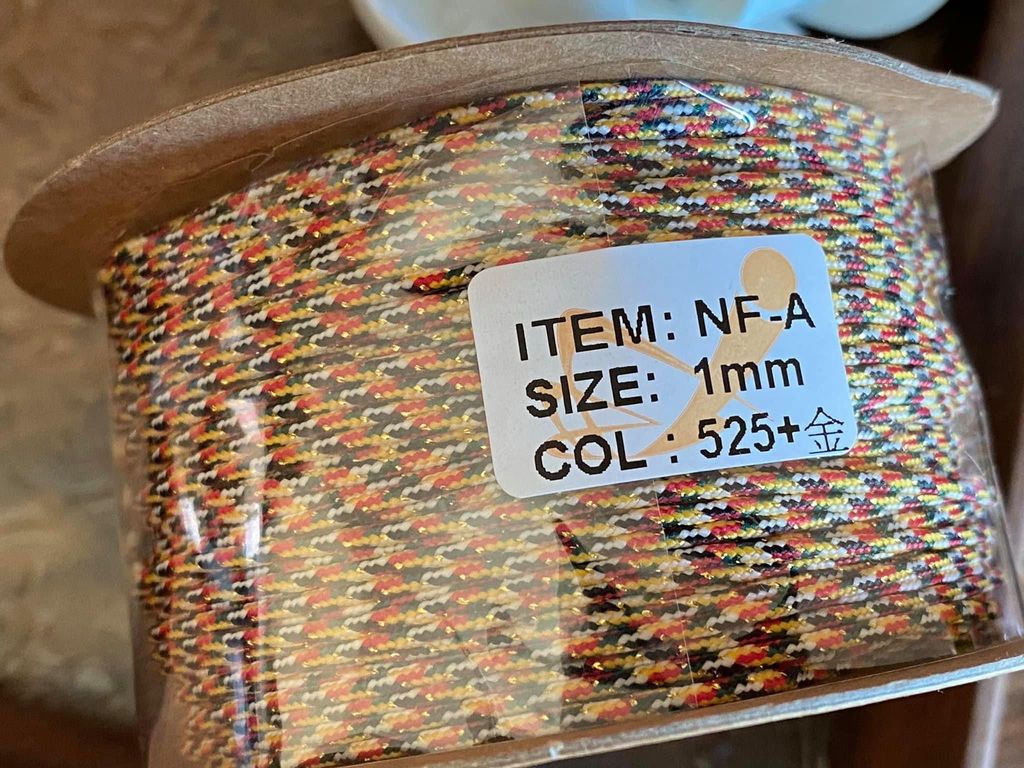 ITEM: NF-A
SIZE: 1mm
COL : 525+金